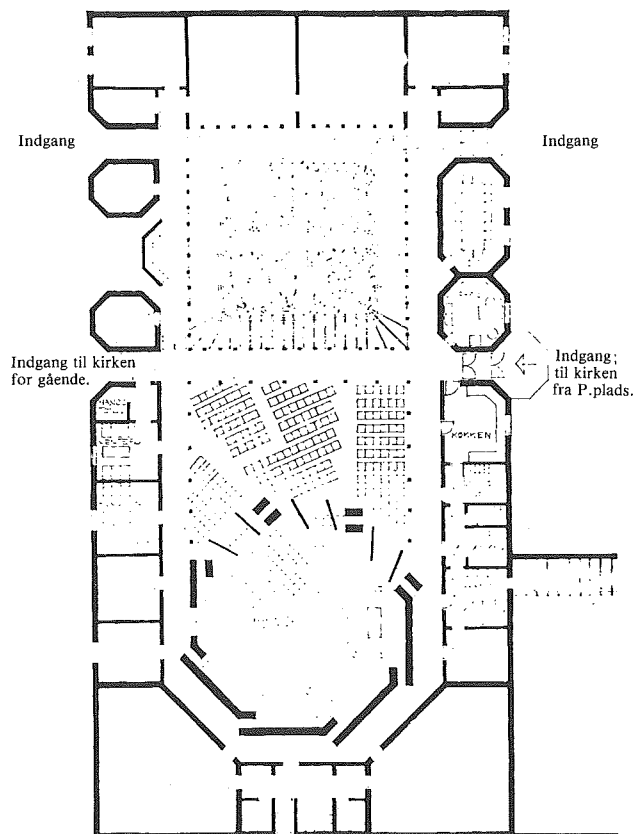 Indgang
Indgang
Indgang til kirken
for gående.
Indgang;
til kirken
fra P.plads.
KØKKEN